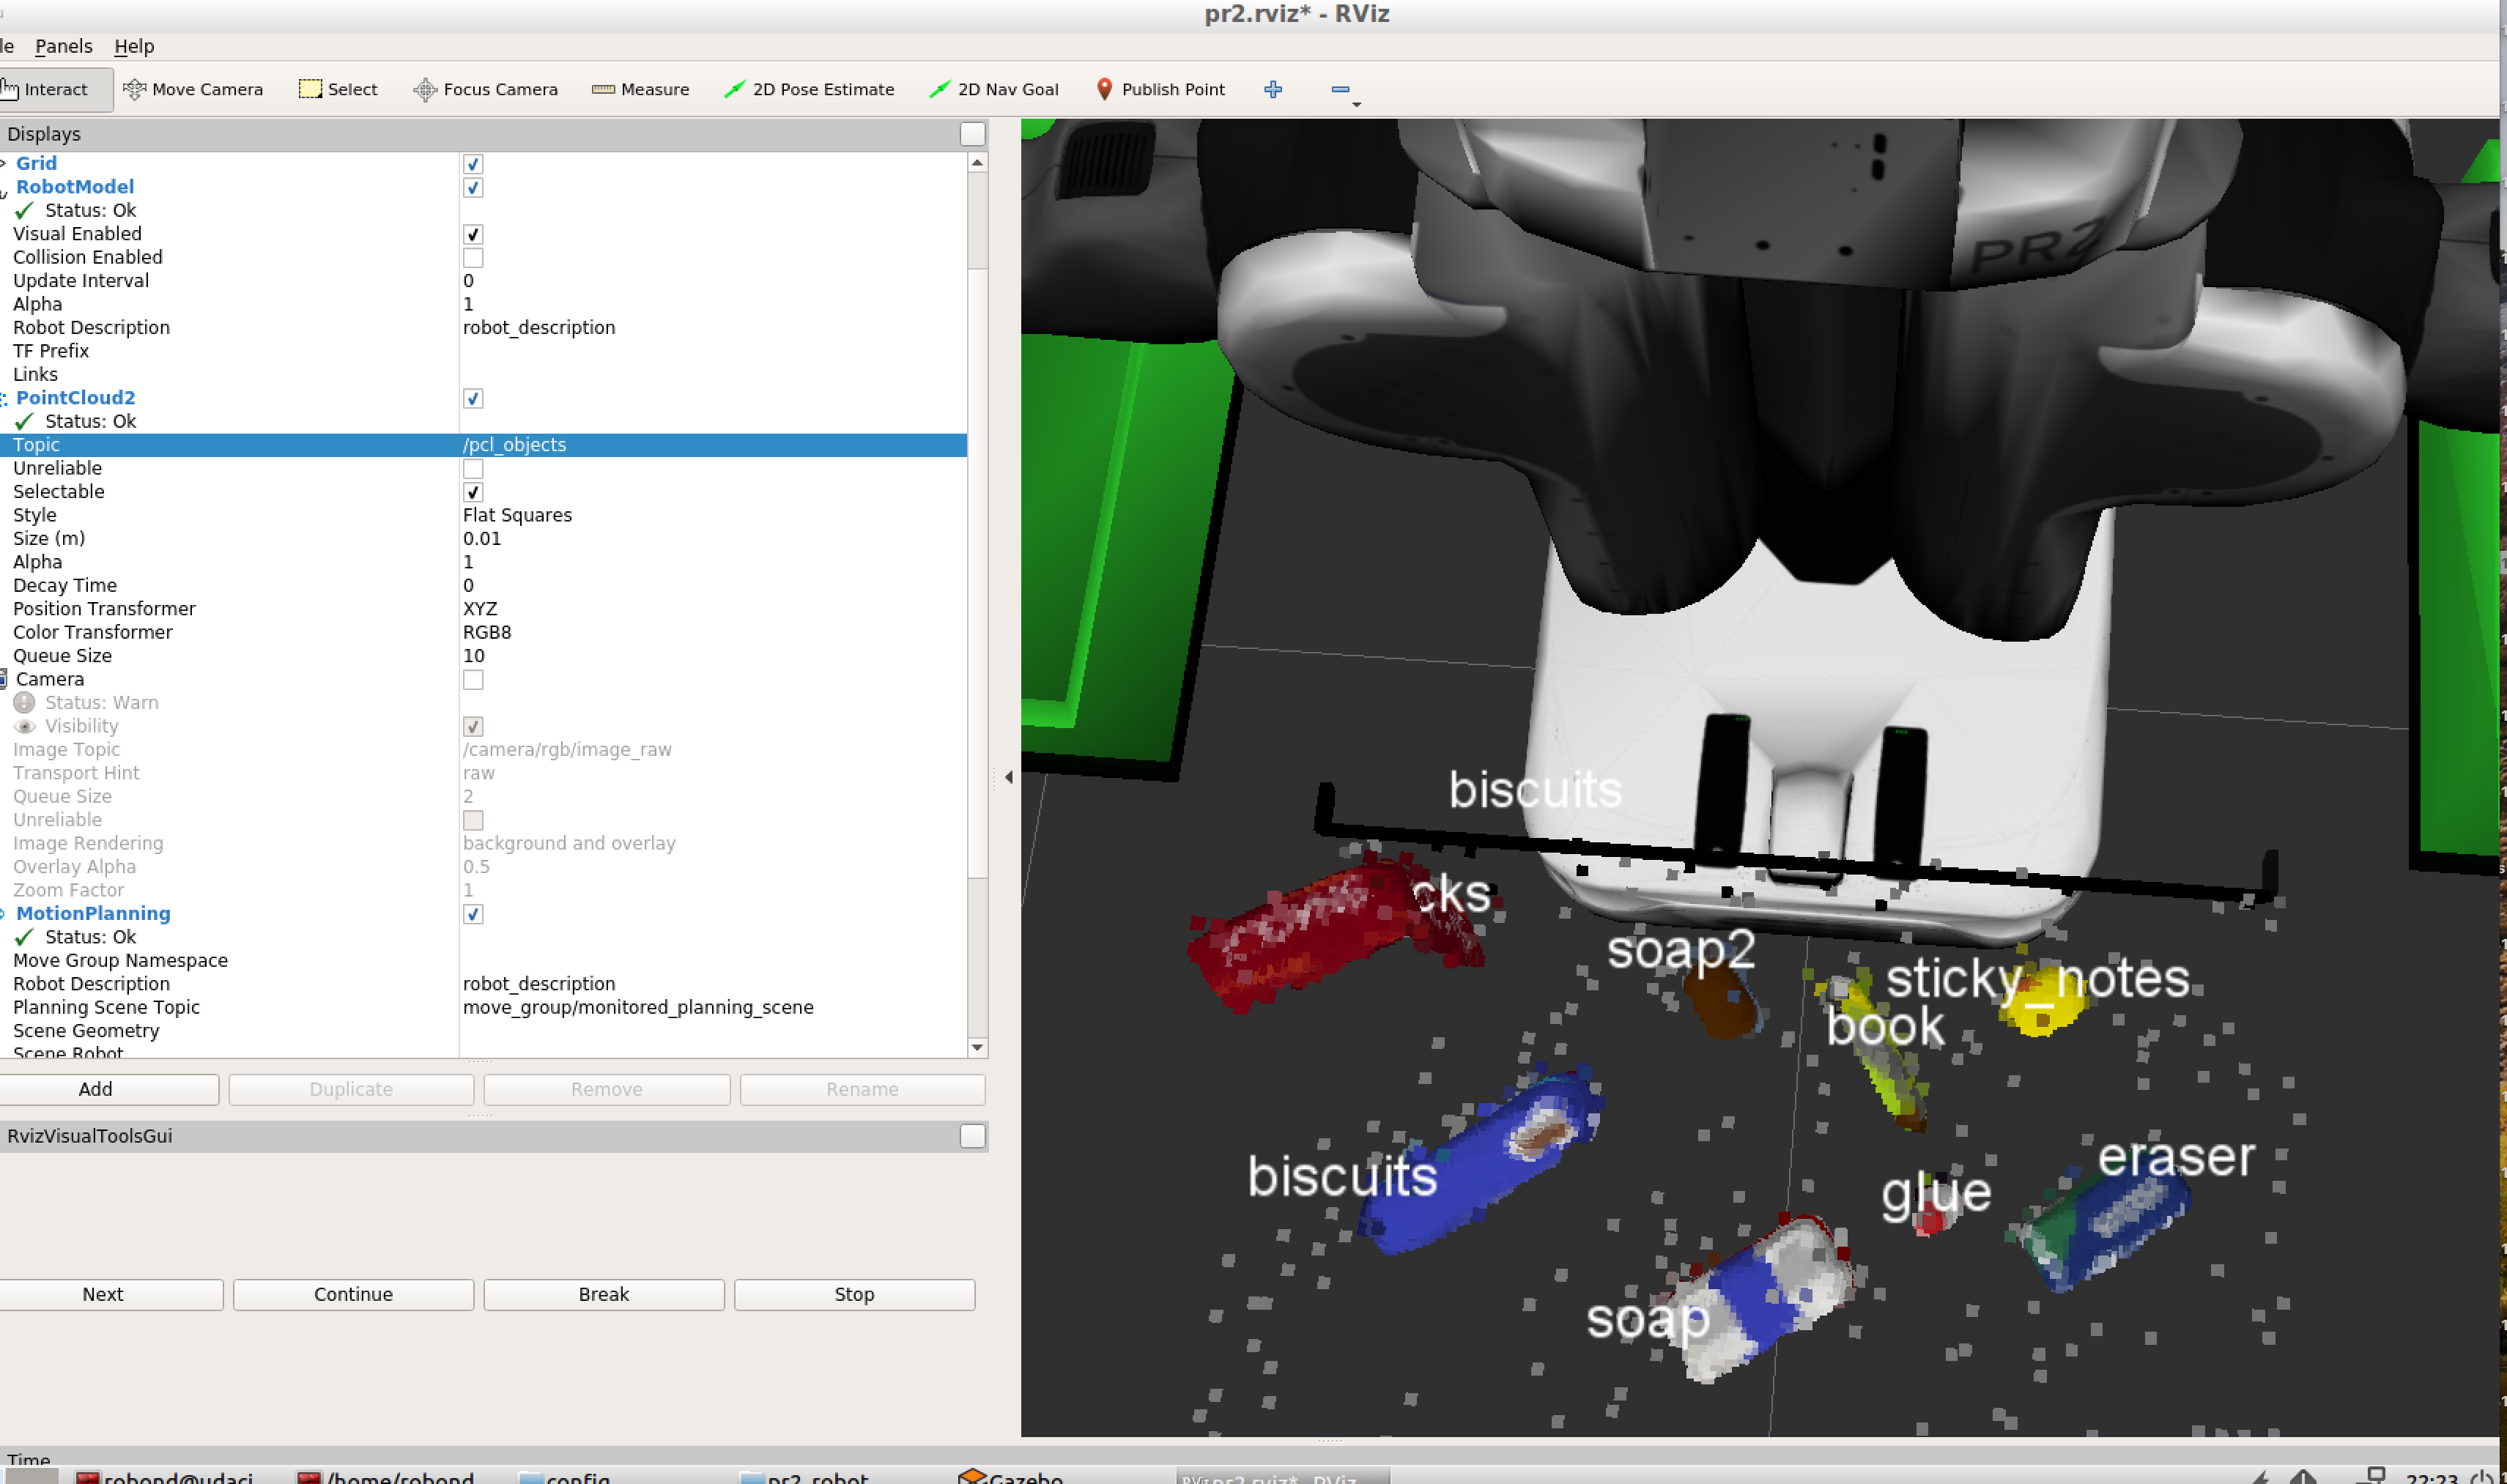 pr2.rviz* - RViz
le Panels Help
Interact Move Camera Select Focus Camera Measure 2D Pose Estimate 2D Nav Goal Publish Point
Displays
Grid
RobotModel
Status: Ok
Visual Enabled
Collision Enabled
Update Interval 0
Alpha 1
Robot Description robot_description
TF Prefix
Links
PointCloud2
Status: Ok
Topic /pcl_objects
Unreliable
Selectable
Style Flat Squares
Size (m) 0.01
Alpha 1
Decay Time 0
Position Transformer XYZ
Color Transformer RGB8
Queue Size 10
Camera
Status: Warn
Visibility
Image Topic /camera/rgb/image_raw
Transport Hint raw
Queue Size 2
Unreliable
Image Rendering background and overlay
Overlay Alpha 0.5
Zoom Factor 1
MotionPlanning
Status: Ok
Move Group Namespace
Robot Description robot_description
Planning Scene Topic move_group/monitored_planning_scene
Scene Geometry
Scene Robot
Add Duplicate Remove Rename
RvizVisualToolsGui
Next Continue Break Stop
PR2
biscuits
cks
soap2
sticky_notes
book
biscuits
eraser
glue
soap
Time
robond@udaci /home/robond config pr2_robot Gazebo pr2.rviz* - RViz 22:23